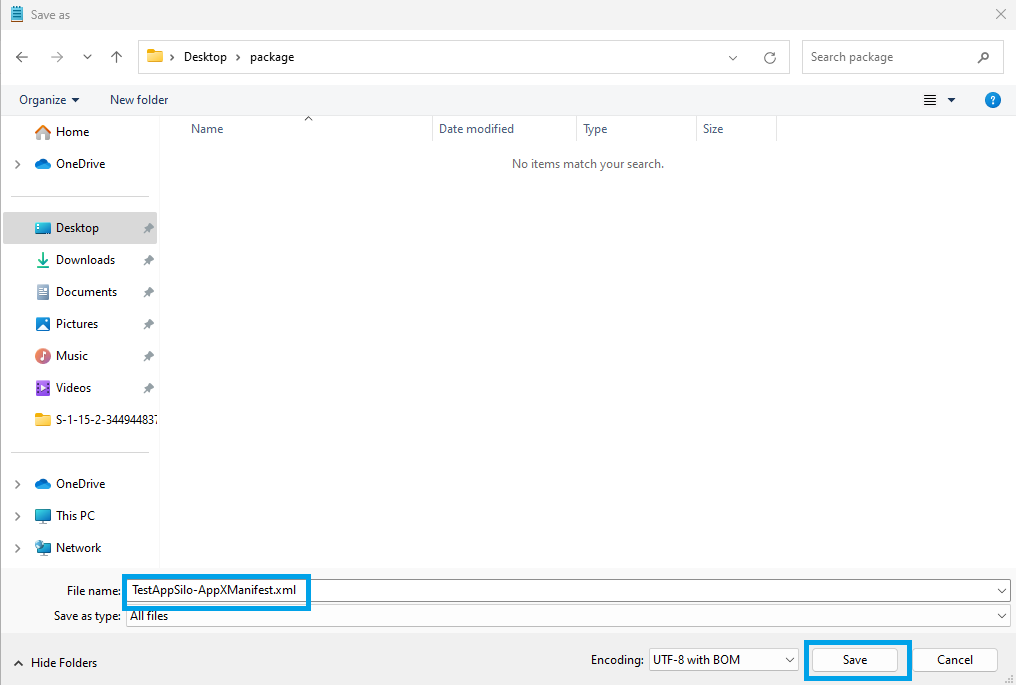 Save as
Desktop > package
Search package
Organize
New folder
?
Name
Date modified
Type
Size
No items match your search.
Home
OneDrive
Desktop
Downloads
Documents
Pictures
Music
Videos
S-1-15-2-344944837
OneDrive
This PC
Network
File name: TestAppSilo-AppXManifest.xml
Save as type: All files
Hide Folders
Encoding: UTF-8 with BOM
Save
Cancel